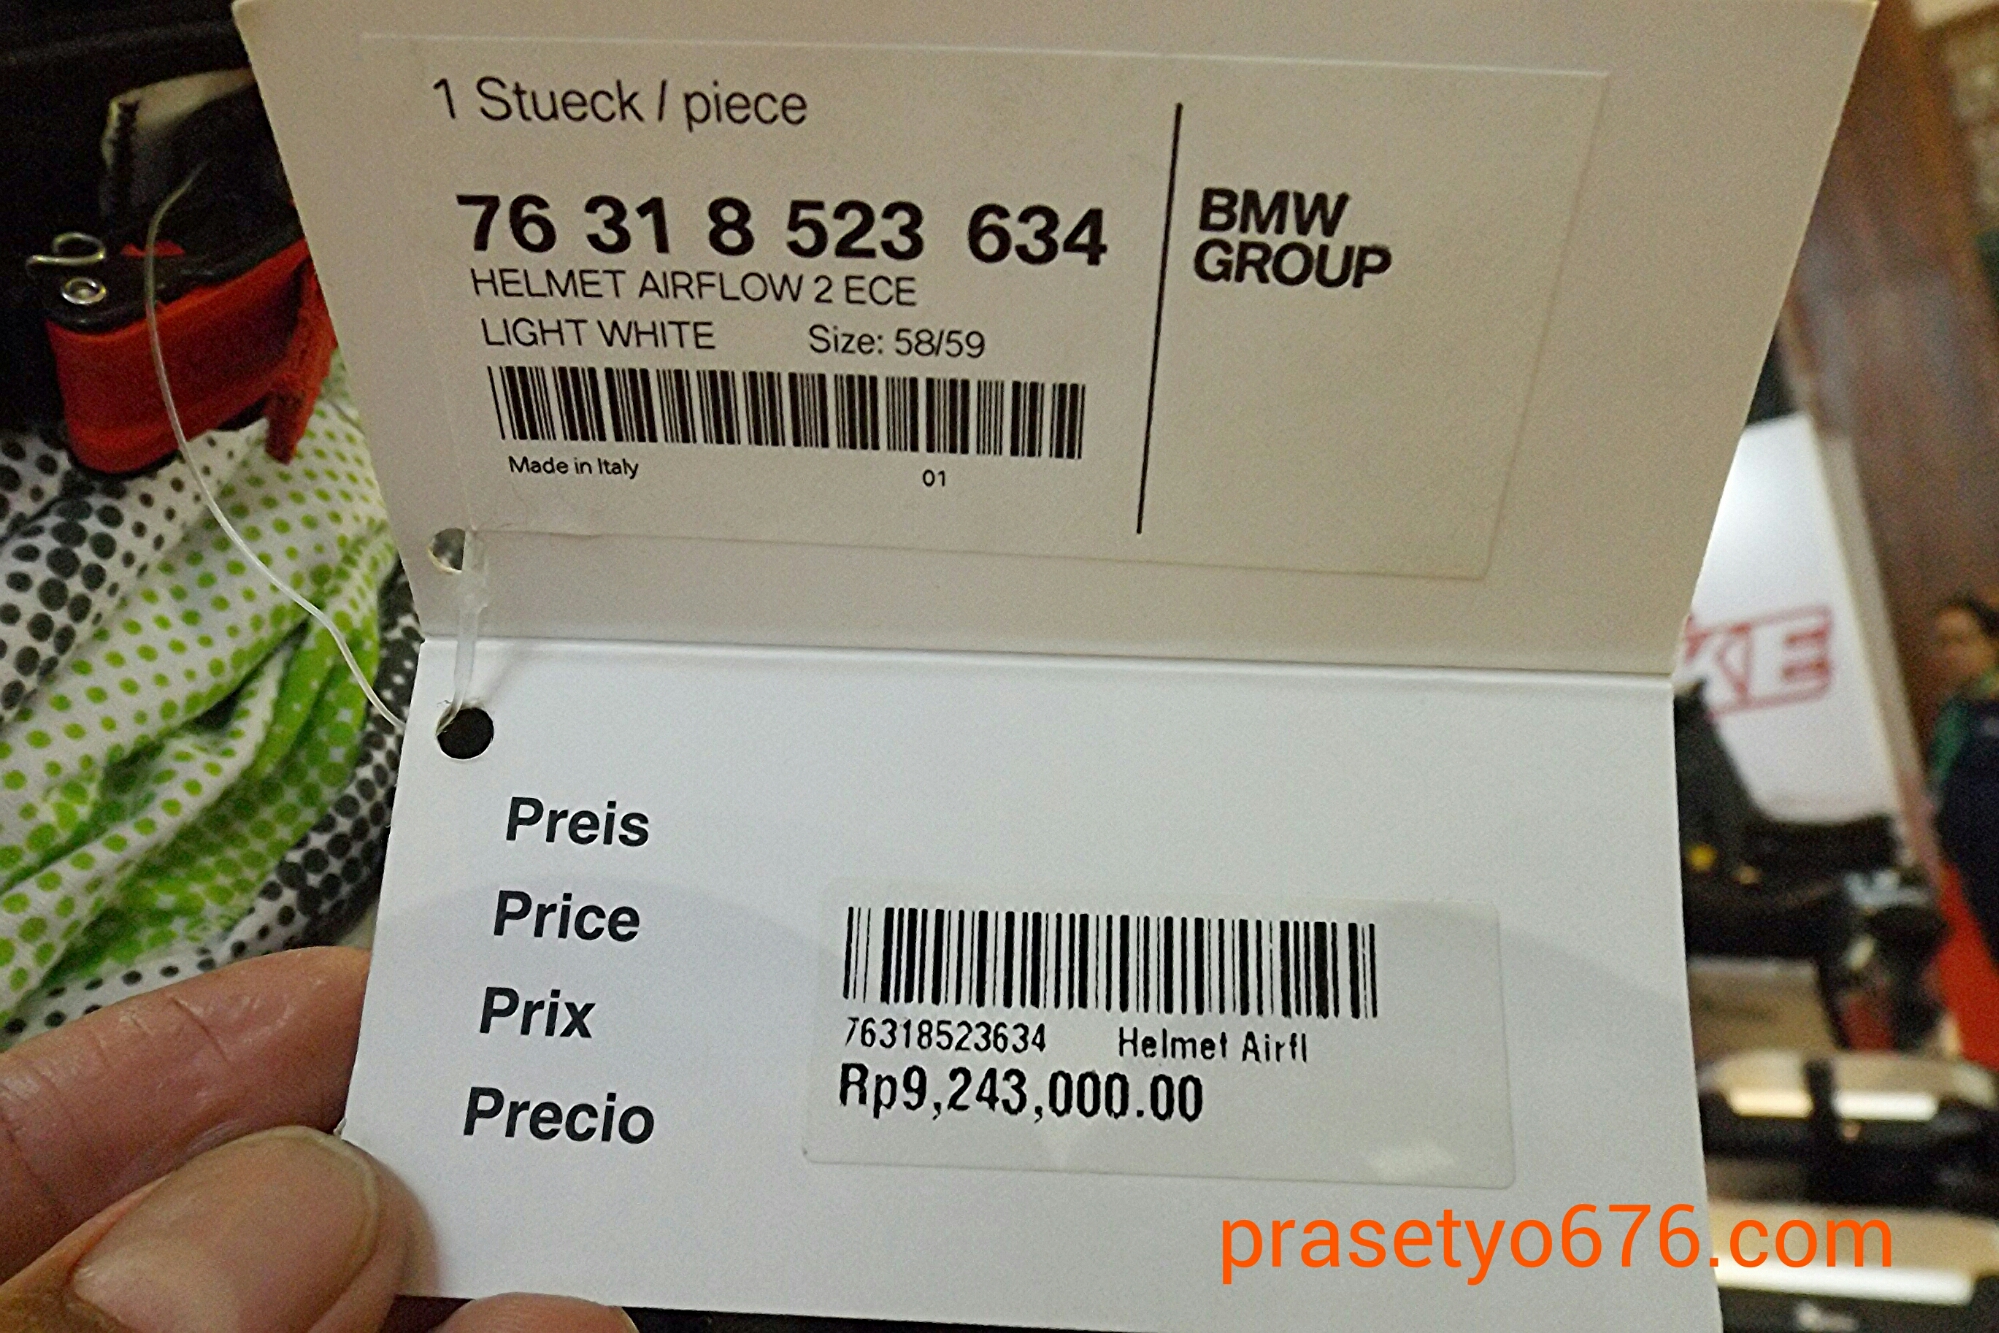 1 Stueck / piece
76 31 8 523 634
HELMET AIRFLOW 2 ECE
LIGHT WHITE Size: 58/59
Made in Italy 01
BMW
GROUP
KE
Preis
Price
Prix
Precio
76318523634 Helmet Airfl
Rp9,243,000.00
prasetyo676.com